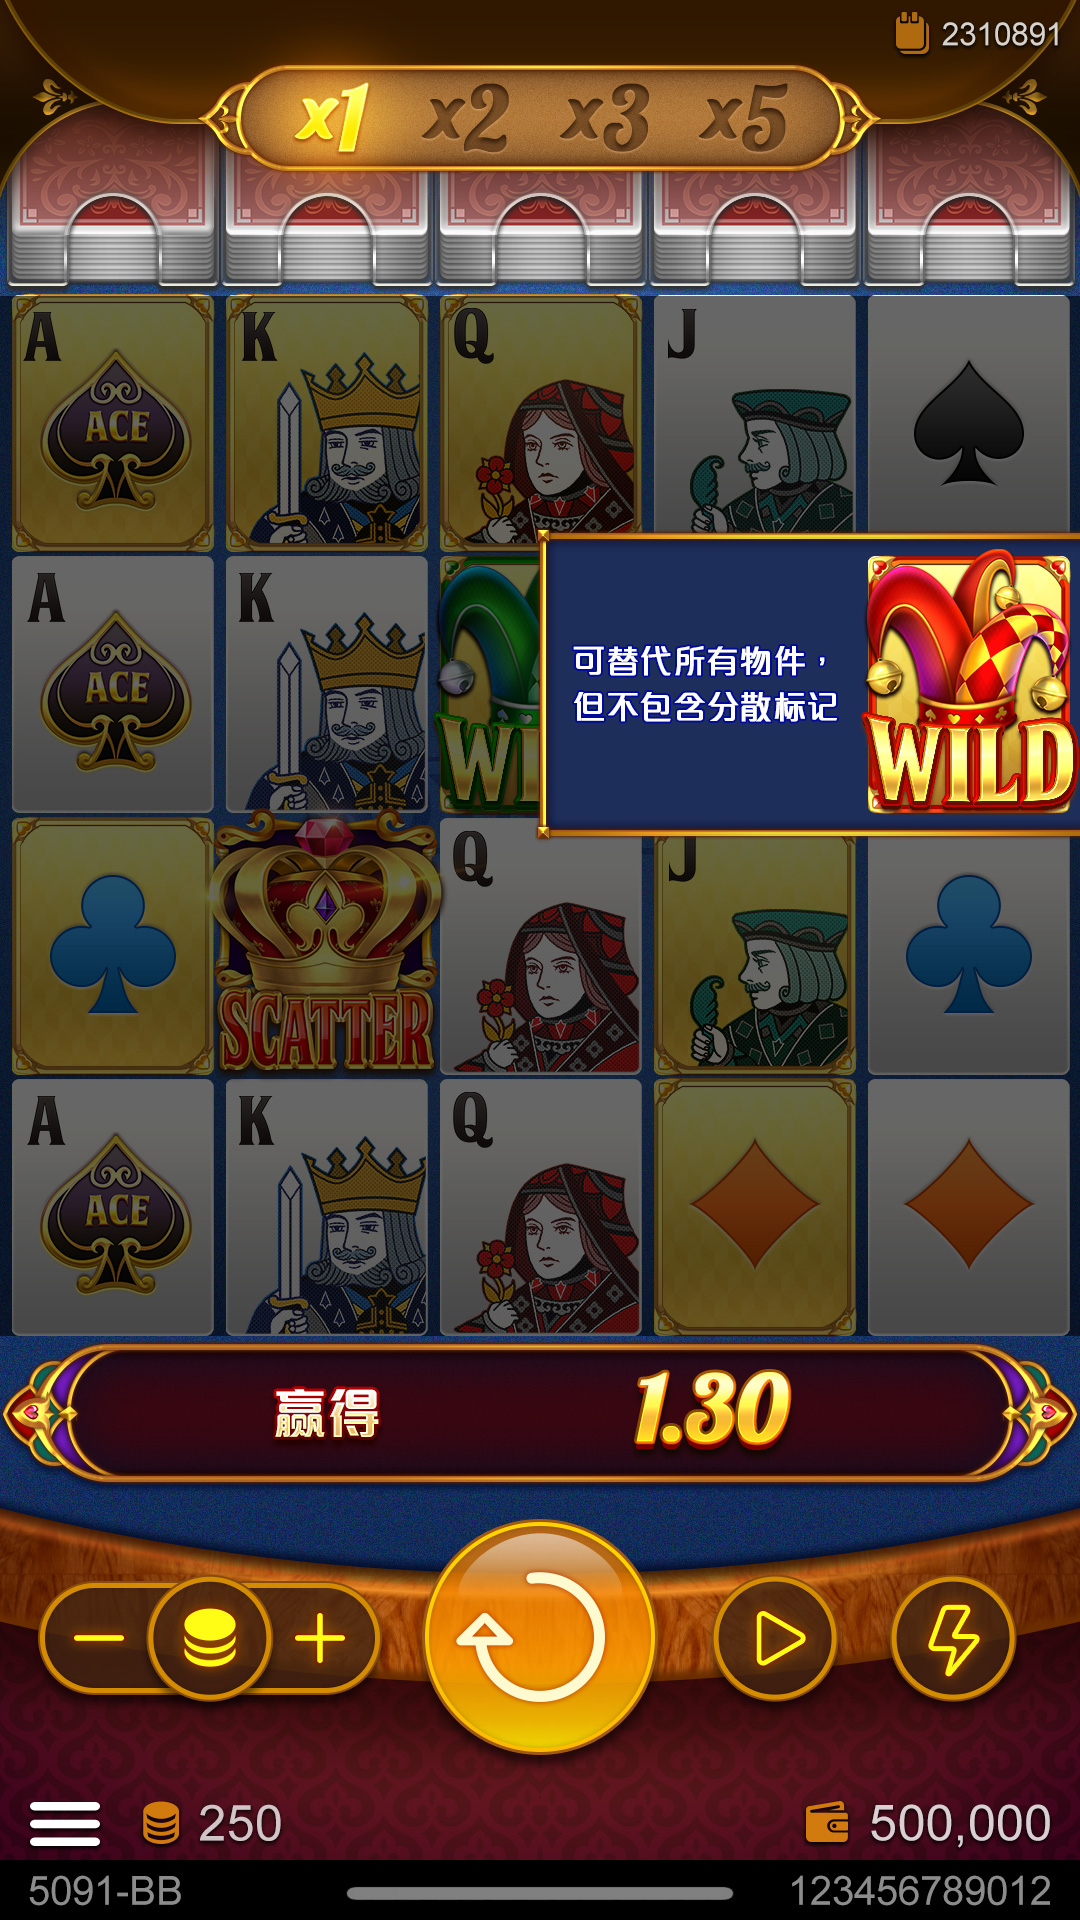 2310891
x1 x2 x3 x5
A K Q J
ACE
A K
ACE
WI
可替代所有物件，
但不包含分散标记
WILD
Q J
SCATTER
A K Q
ACE
赢得 1.30
250 500,000
5091-BB 123456789012